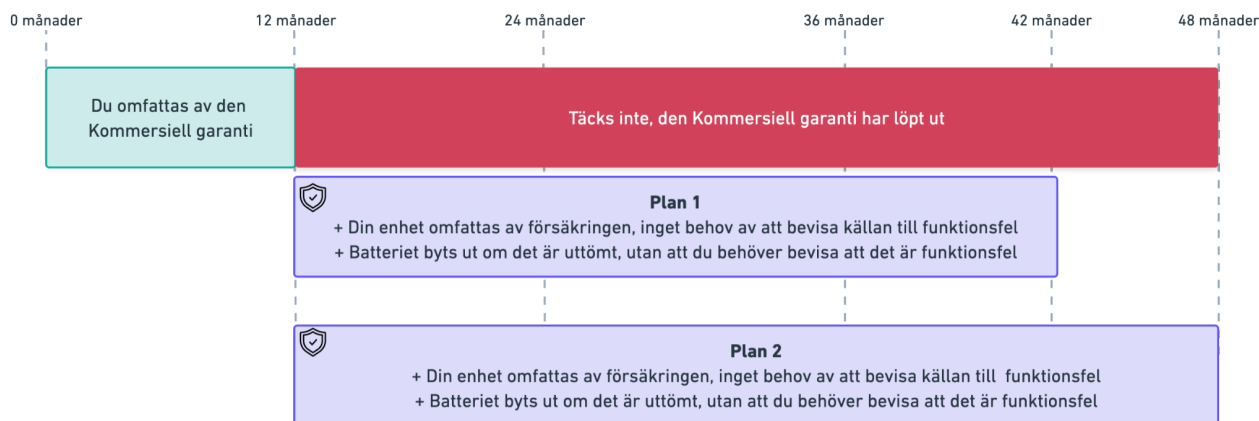 0 månader
12 månader
24 månader
36 månader
42 månader
48 månader
Du omfattas av den
Kommersiell garanti
Täcks inte, den Kommersiell garanti har löpt ut
Plan 1
+ Din enhet omfattas av försäkringen, inget behov av att bevisa källan till funktionsfel
+ Batteriet byts ut om det är uttömt, utan att du behöver bevisa att det är funktionsfel
Plan 2
+ Din enhet omfattas av försäkringen, inget behov av att bevisa källan till funktionsfel
+ Batteriet byts ut om det är uttömt, utan att du behöver bevisa att det är funktionsfel